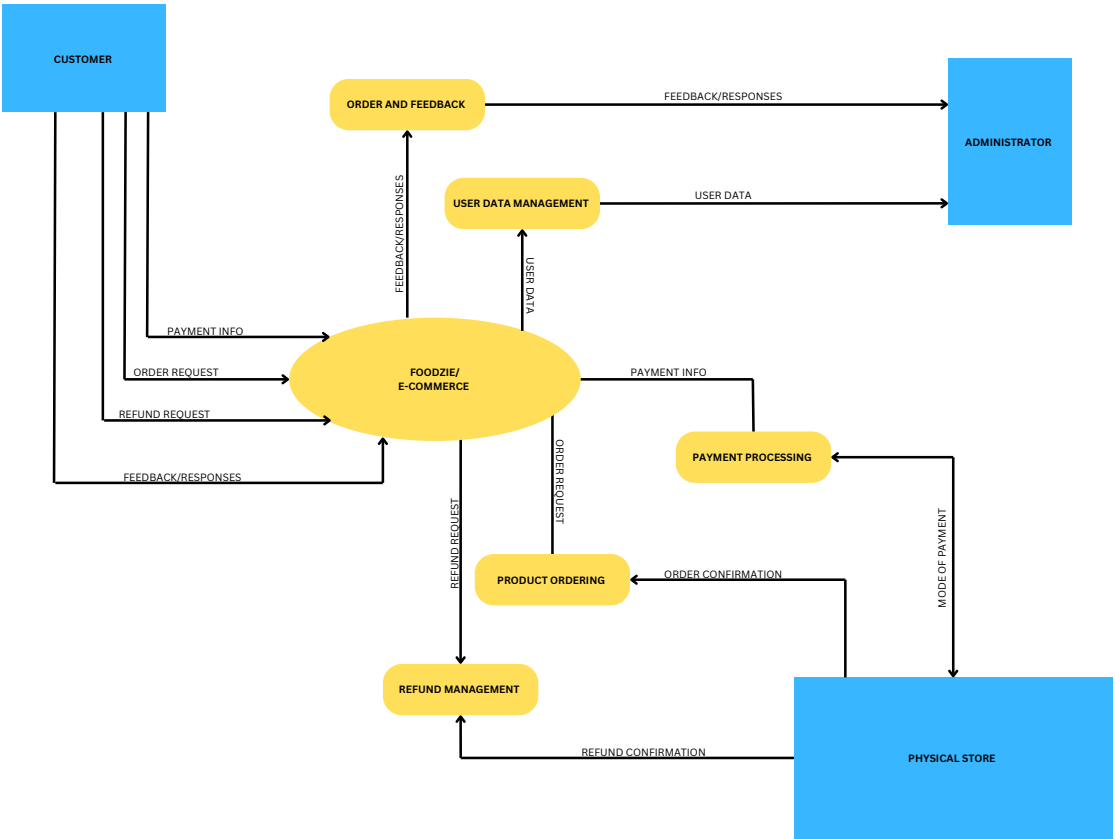 CUSTOMER
ORDER AND FEEDBACK
FEEDBACK/RESPONSES
ADMINISTRATOR
FEEDBACK/RESPONSES
USER DATA MANAGEMENT
USER DATA
USER DATA
PAYMENT INFO
ORDER REQUEST
REFUND REQUEST
FEEDBACK/RESPONSES
FOODZIE/
E-COMMERCE
PAYMENT INFO
PAYMENT PROCESSING
ORDER REQUEST
REFUND REQUEST
MODE OF PAYMENT
PRODUCT ORDERING
ORDER CONFIRMATION
REFUND MANAGEMENT
REFUND CONFIRMATION
PHYSICAL STORE